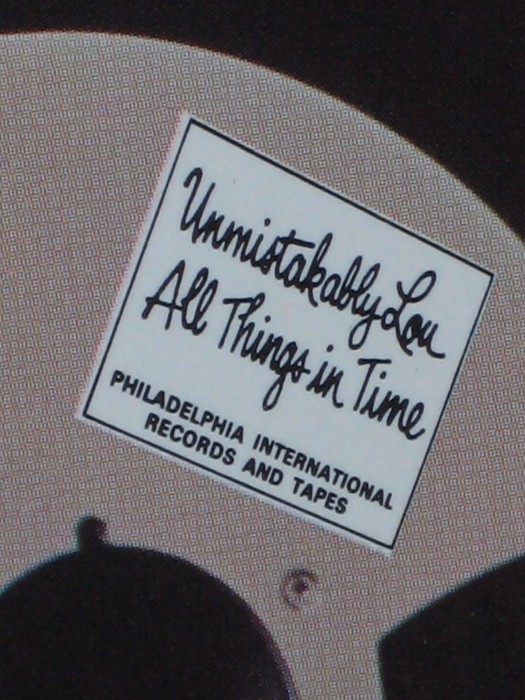 Unmistakably Lou
All Things in Time
PHILADELPHIA INTERNATIONAL
RECORDS AND TAPES